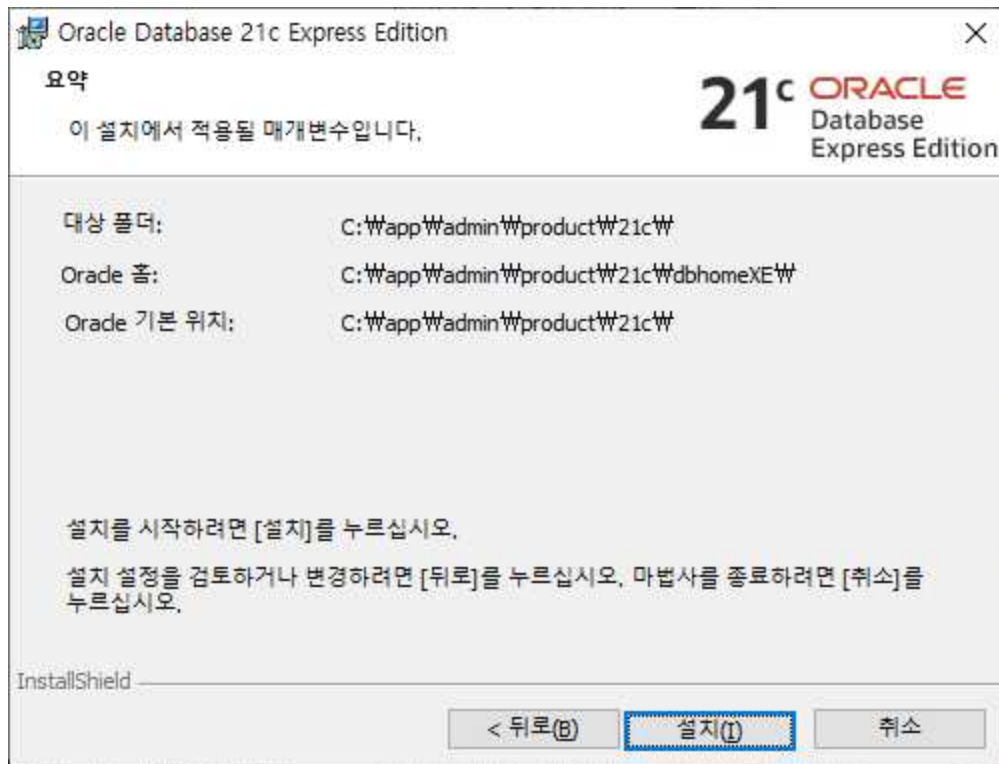 Oracle Database 21c Express Edition
요약
이 설치에서 적용될 매개변수입니다.
21c ORACLE
Database
Express Edition
대상 폴더: C:₩app₩admin₩product₩21c₩
Oracle 홈: C:₩app₩admin₩product₩21c₩dbhomeXE₩
Oracle 기본 위치: C:₩app₩admin₩product₩21c₩
설치를 시작하려면 [설치]를 누르십시오.
설치 설정을 검토하거나 변경하려면 [뒤로]를 누르십시오. 마법사를 종료하려면 [취소]를
누르십시오.
InstallShield
< 뒤로(B) 설치(I) 취소